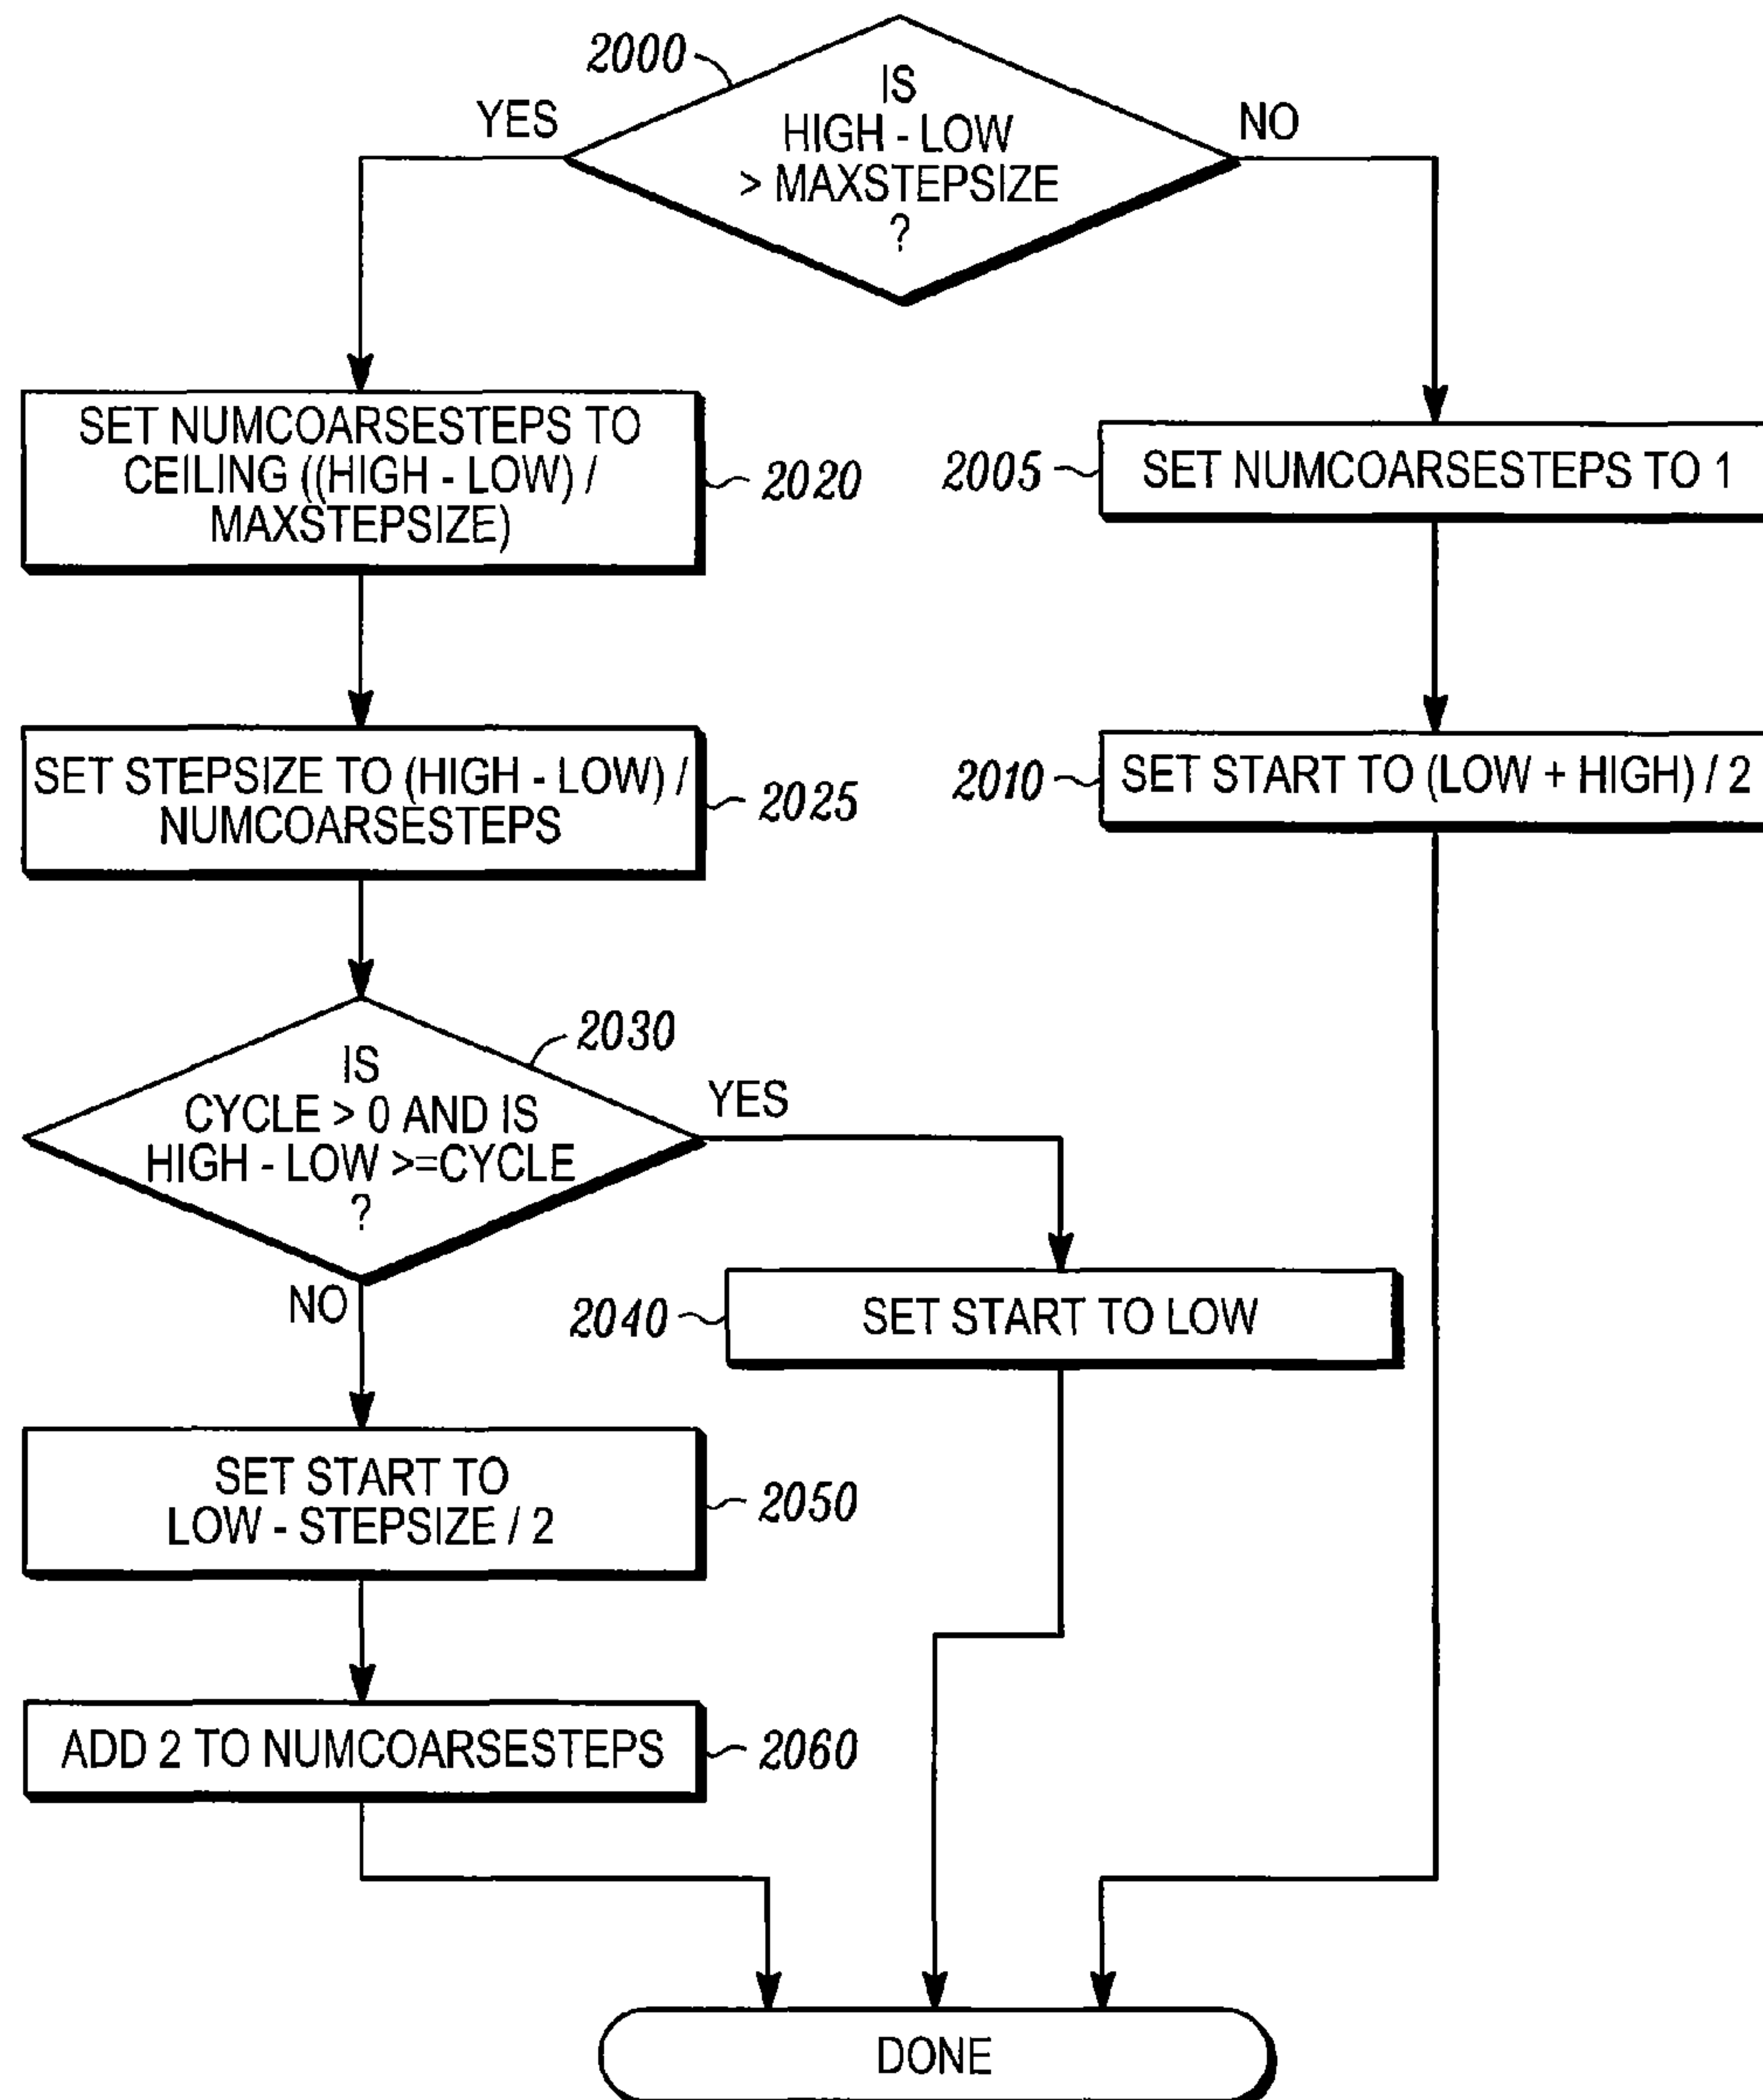 2000
IS
HIGH - LOW
> MAXSTEPSIZE
?
YES
NO
SET NUMCOARSESTEPS TO
CEILING ((HIGH - LOW) /
MAXSTEPSIZE)
2020
2005
SET NUMCOARSESTEPS TO 1
SET STEPSIZE TO (HIGH - LOW) /
NUMCOARSESTEPS
2025
2010
SET START TO (LOW + HIGH) / 2
2030
IS
CYCLE > 0 AND IS
HIGH - LOW >=CYCLE
?
YES
NO
2040
SET START TO LOW
SET START TO
LOW - STEPSIZE / 2
2050
ADD 2 TO NUMCOARSESTEPS
2060
DONE